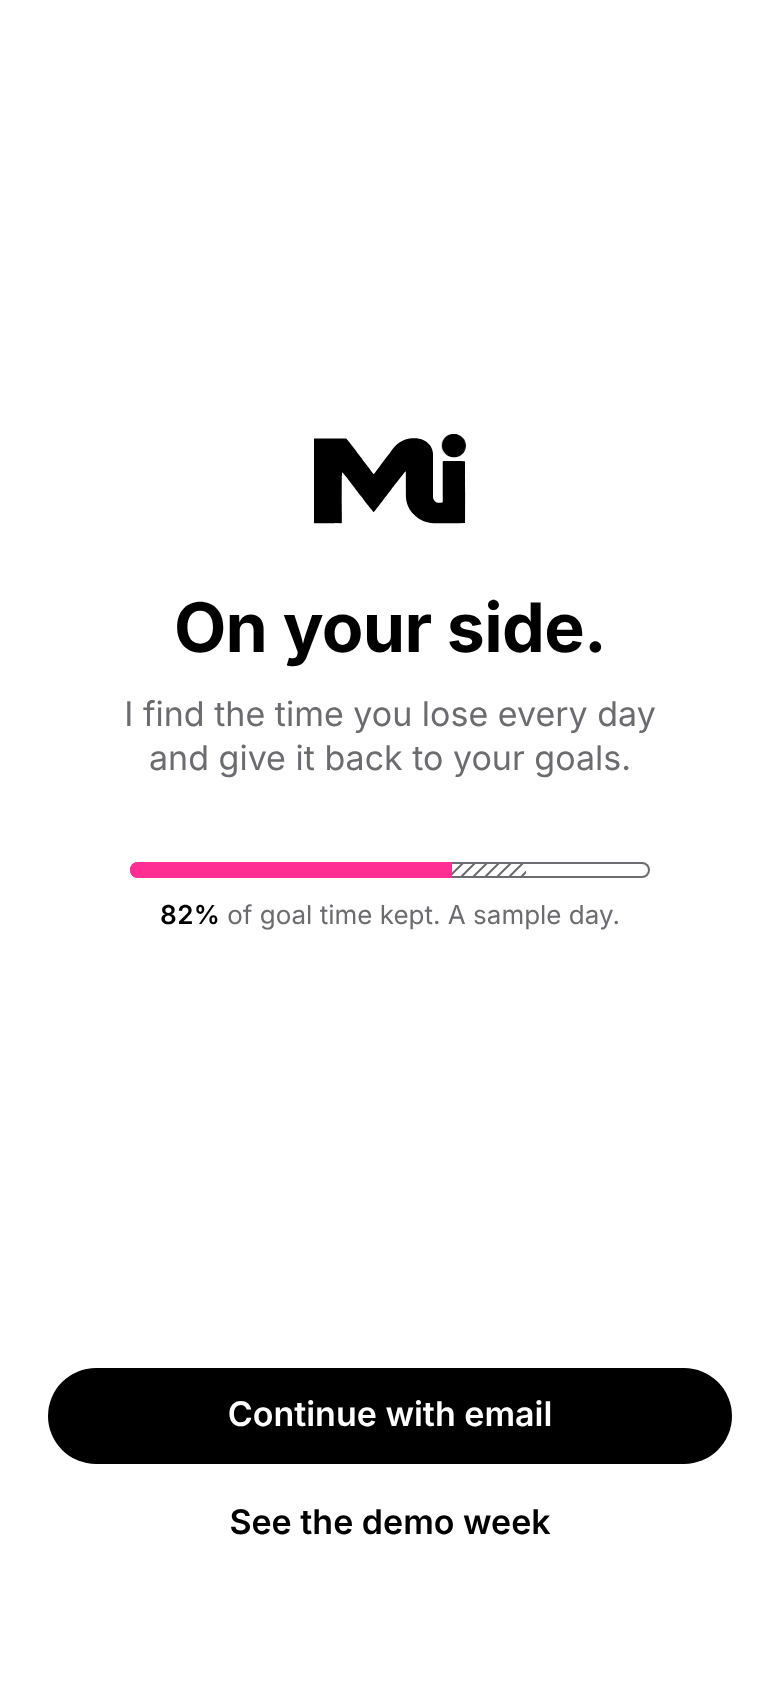 Mi
On your side.
I find the time you lose every day
and give it back to your goals.
82% of goal time kept. A sample day.
Continue with email
See the demo week